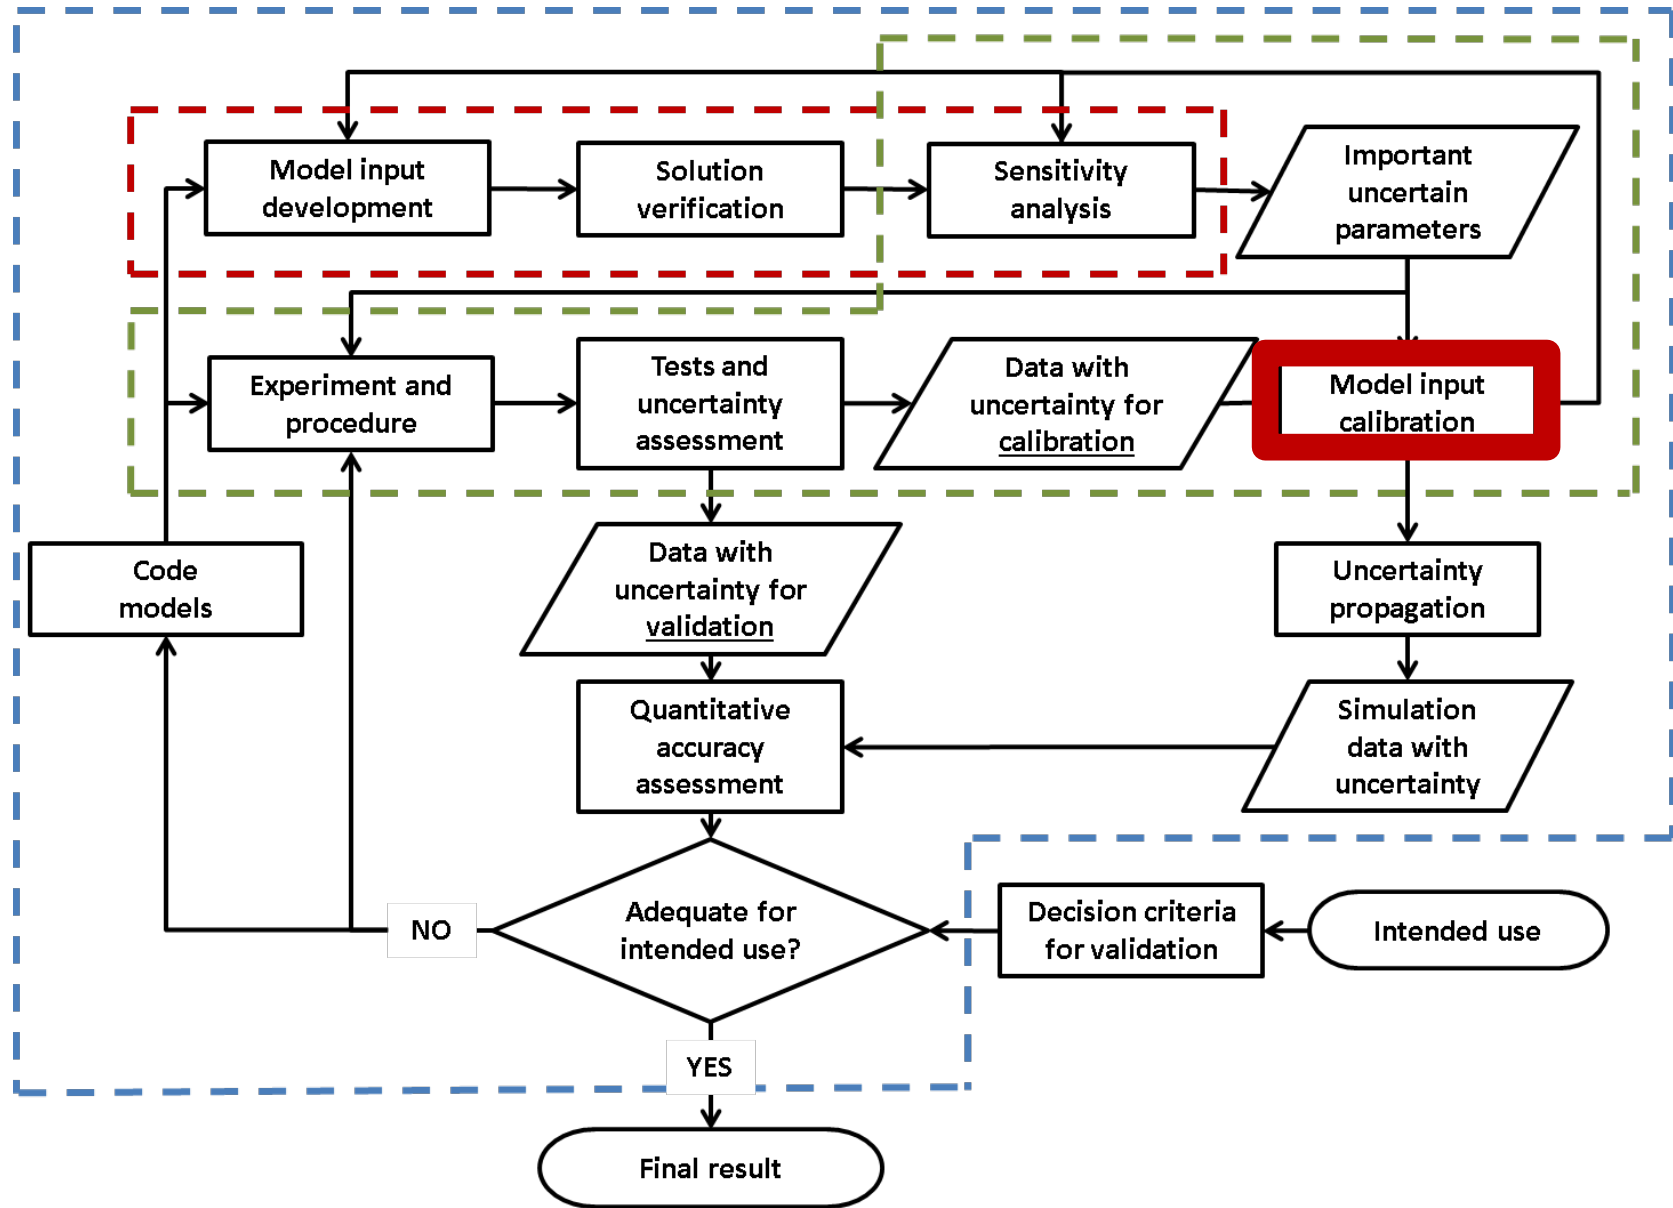 Model input
development
Solution
verification
Sensitivity
analysis
Important
uncertain
parameters
Experiment and
procedure
Tests and
uncertainty
assessment
Data with
uncertainty for
calibration
Model input
calibration
Code
models
Data with
uncertainty for
validation
Uncertainty
propagation
Quantitative
accuracy
assessment
Simulation
data with
uncertainty
NO
Adequate for
intended use?
Decision criteria
for validation
Intended use
YES
Final result